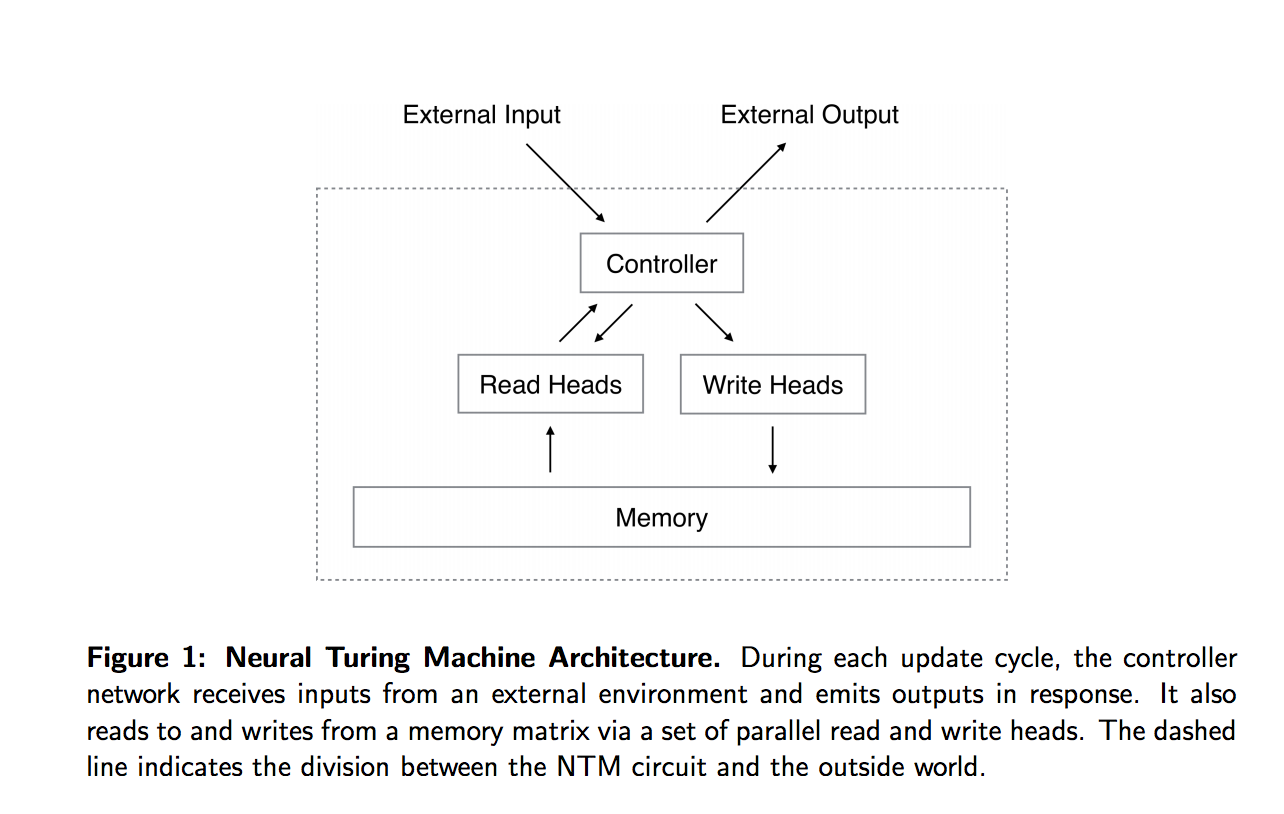 External Input
External Output
Controller
Read Heads
Write Heads
Memory
Figure 1: Neural Turing Machine Architecture. During each update cycle, the controller
network receives inputs from an external environment and emits outputs in response. It also
reads to and writes from a memory matrix via a set of parallel read and write heads. The dashed
line indicates the division between the NTM circuit and the outside world.